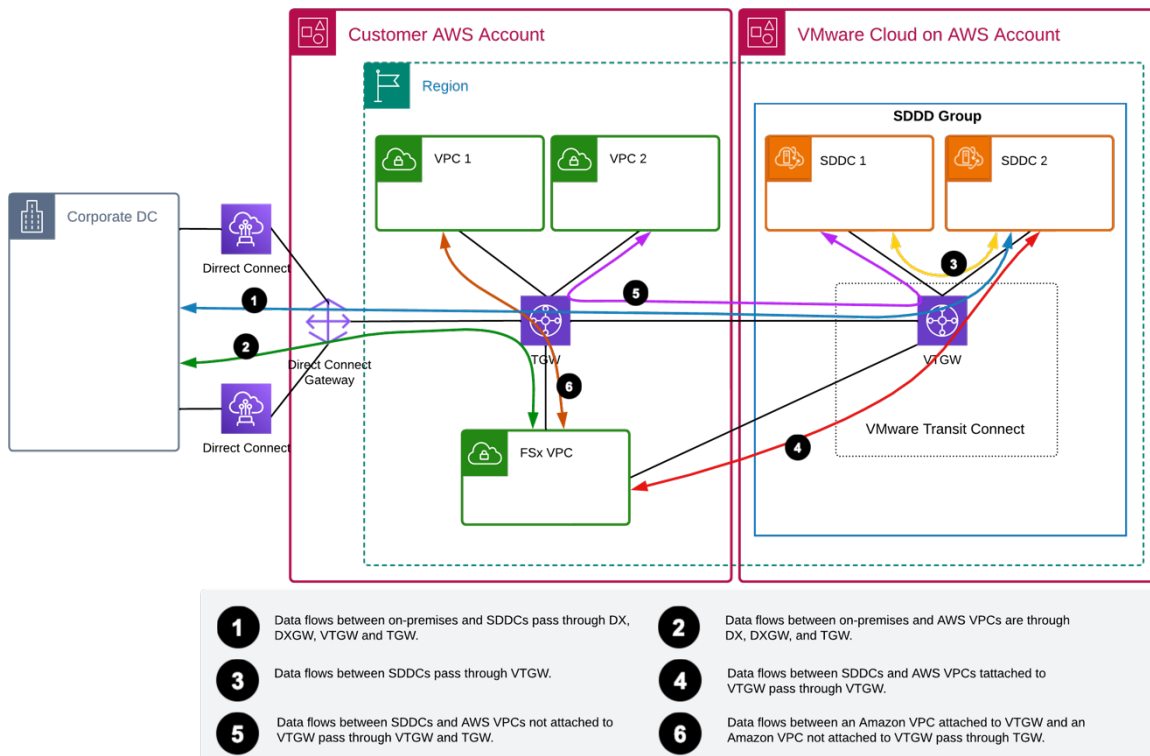 Customer AWS Account
VMware Cloud on AWS Account
Region
SDDD Group
VPC 1
VPC 2
SDDC 1
SDDC 2
Corporate DC
Dirrect Connect
3
5
1
2
Direct Connect
Gateway
TGW
VTGW
6
Dirrect Connect
FSx VPC
VMware Transit Connect
4
1
Data flows between on-premises and SDDCs pass through DX,
DXGW, VTGW and TGW.
2
Data flows between on-premises and AWS VPCs are through
DX, DXGW, and TGW.
3
Data flows between SDDCs pass through VTGW.
4
Data flows between SDDCs and AWS VPCs tattached to
VTGW pass through VTGW.
5
Data flows between SDDCs and AWS VPCs not attached to
VTGW pass through VTGW and TGW.
6
Data flows between an Amazon VPC attached to VTGW and an
Amazon VPC not attached to VTGW pass through TGW.